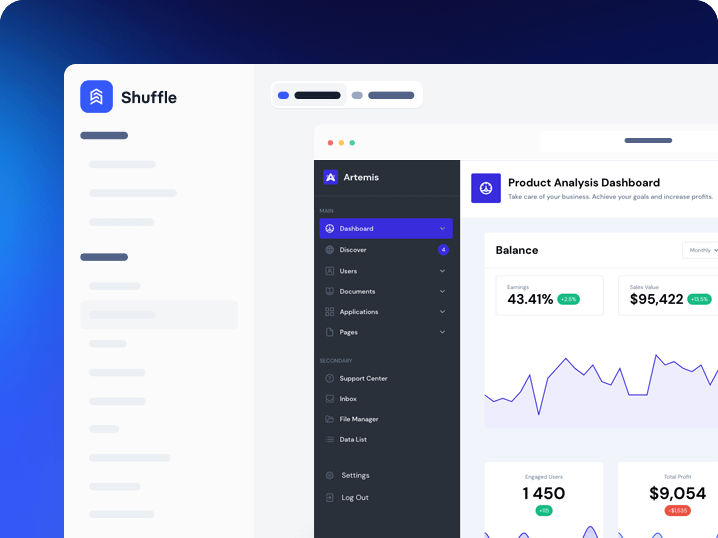 Shuffle
Artemis
MAIN
Dashboard
Discover 4
Users
Documents
Applications
Pages
SECONDARY
Support Center
Inbox
File Manager
Data List
Settings
Log Out
Product Analysis Dashboard
Take care of your business. Achieve your goals and increase profits.
Balance
Monthly
Earnings
43.41% +2.9%
Sales Value
$95,422 +13.5%
Engaged Users
1 450
+115
Total Profit
$9,054
-$1,535